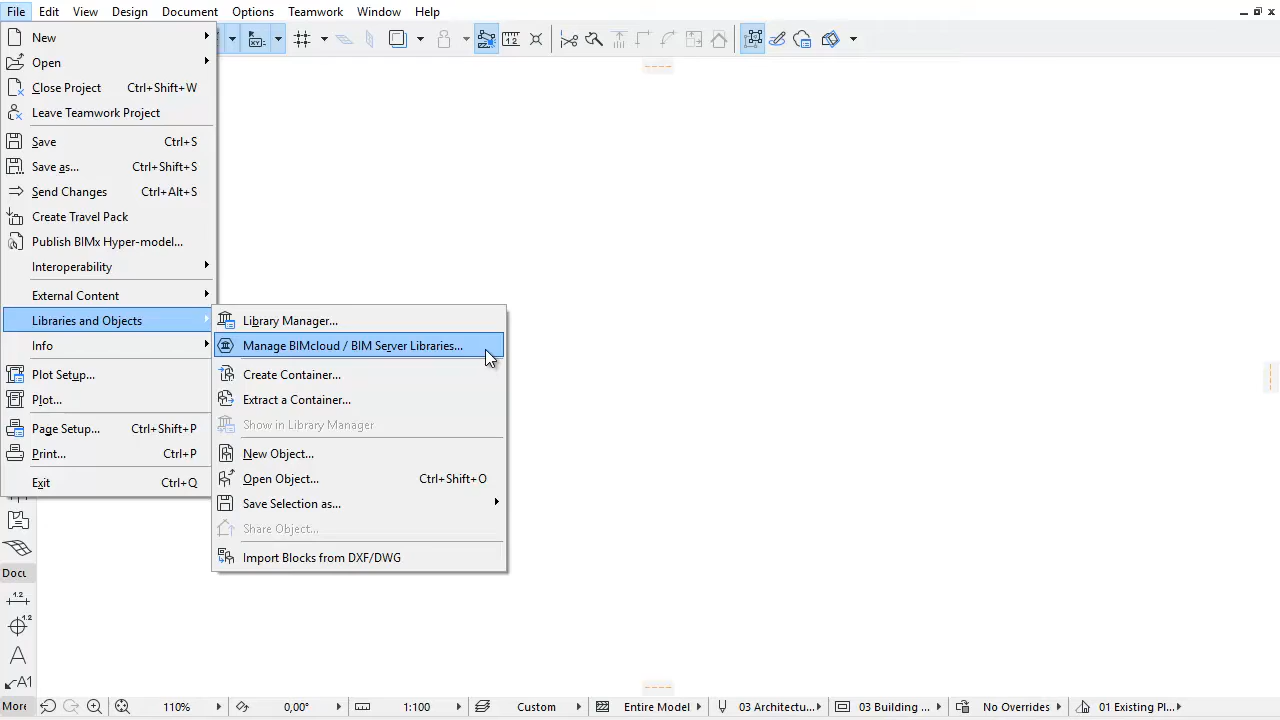 File Edit View Design Document Options Teamwork Window Help
New
Open
Close Project Ctrl+Shift+W
Leave Teamwork Project
Save Ctrl+S
Save as... Ctrl+Shift+S
Send Changes Ctrl+Alt+S
Create Travel Pack
Publish BIMx Hyper-model...
Interoperability
External Content
Libraries and Objects
Info
Plot Setup...
Plot...
Page Setup... Ctrl+Shift+P
Print... Ctrl+P
Exit Ctrl+Q
Library Manager...
Manage BIMcloud / BIM Server Libraries...
Create Container...
Extract a Container...
Show in Library Manager
New Object...
Open Object... Ctrl+Shift+O
Save Selection as...
Share Object...
Import Blocks from DXF/DWG
Docu
1.2
1.2
A
A1
More
110% 0,00° 1:100 Custom Entire Model 03 Architectu... 03 Building ... No Overrides 01 Existing Pl...